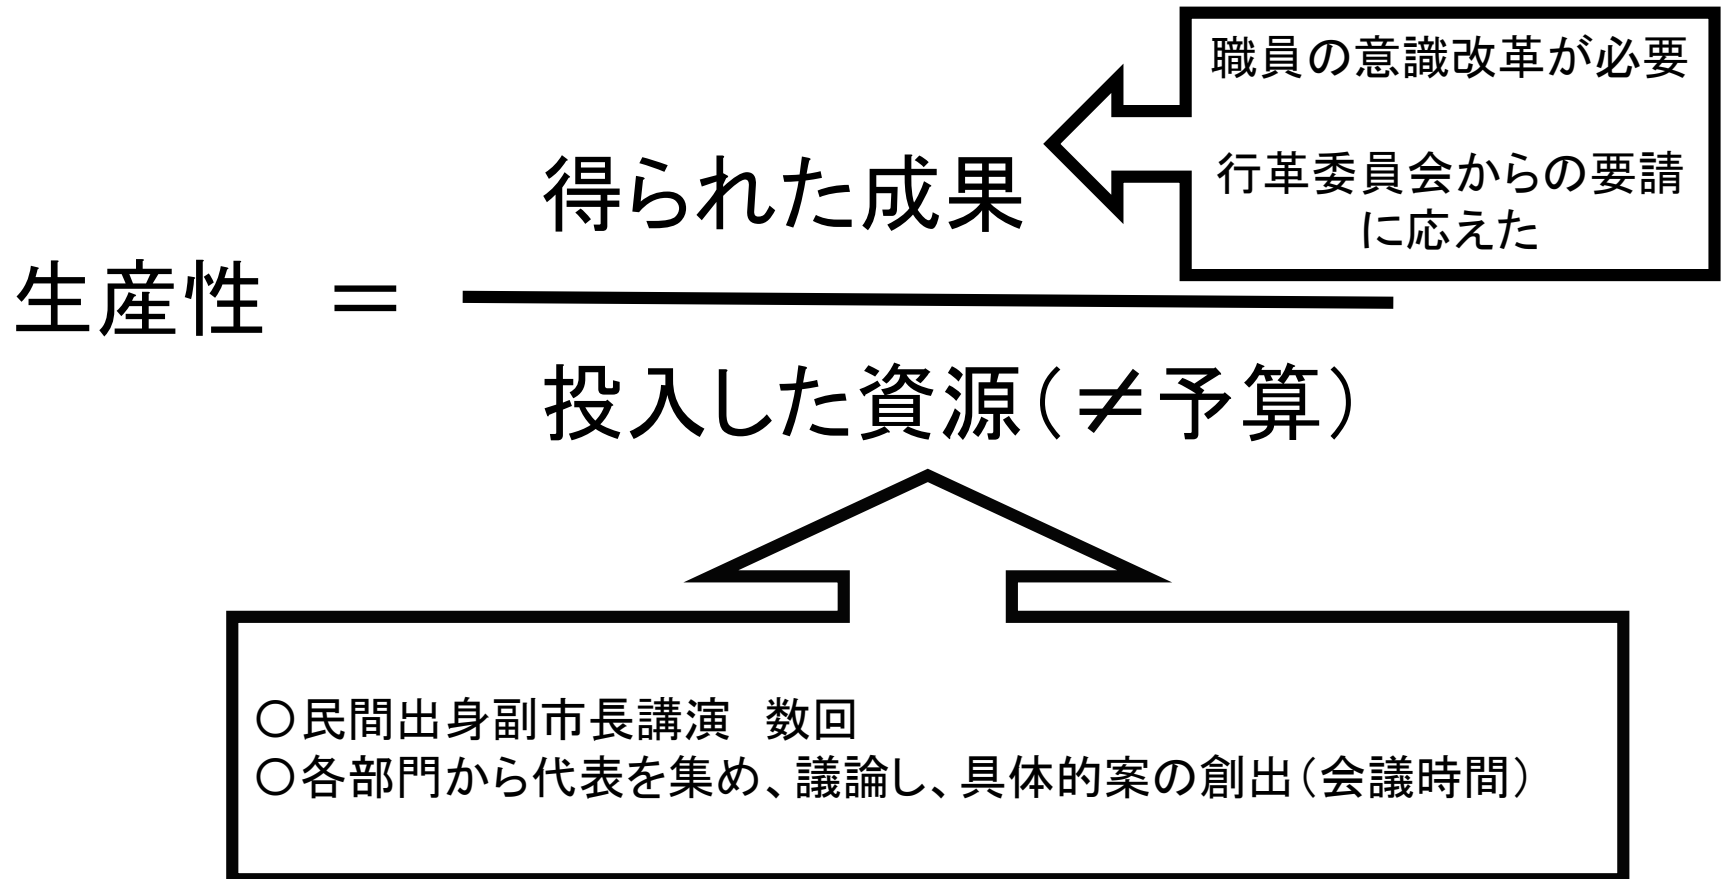 職員の意識改革が必要
行革委員会からの要請
に応えた
得られた成果
生産性 ＝
投入した資源（≠予算）
○民間出身副市長講演　数回
○各部門から代表を集め、議論し、具体的案の創出（会議時間）